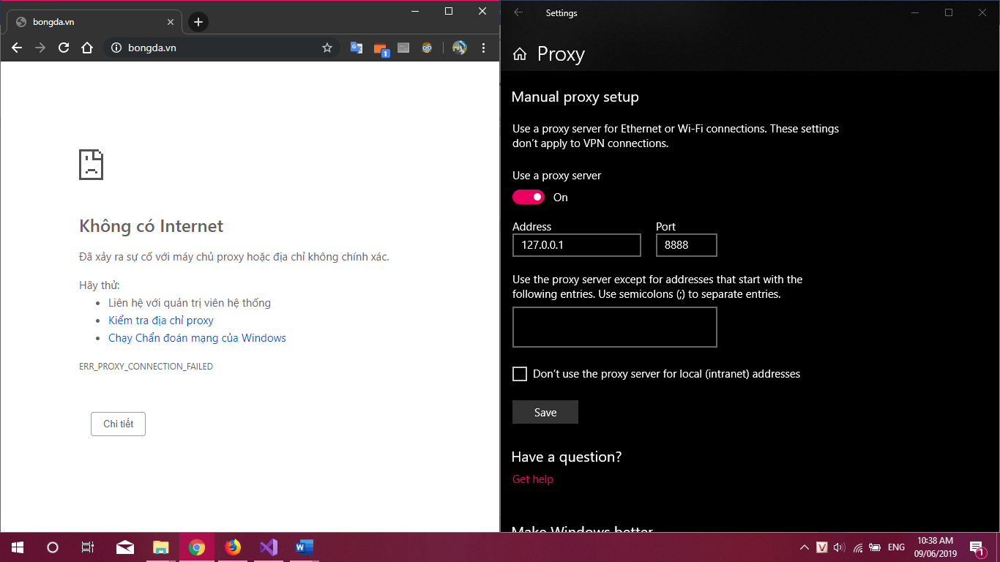 bongda.vn
bongda.vn
1
Không có Internet
Đã xảy ra sự cố với máy chủ proxy hoặc địa chỉ không chính xác.
Hãy thử:
Liên hệ với quản trị viên hệ thống
Kiểm tra địa chỉ proxy
Chạy Chẩn đoán mạng của Windows
ERR_PROXY_CONNECTION_FAILED
Chi tiết
Settings
Proxy
Manual proxy setup
Use a proxy server for Ethernet or Wi-Fi connections. These settings
don't apply to VPN connections.
Use a proxy server
On
Address Port
127.0.0.1 8888
Use the proxy server except for addresses that start with the
following entries. Use semicolons (;) to separate entries.
Don't use the proxy server for local (intranet) addresses
Save
Have a question?
Get help
Make Windows better
W V ENG 10:38 AM
09/06/2019 1